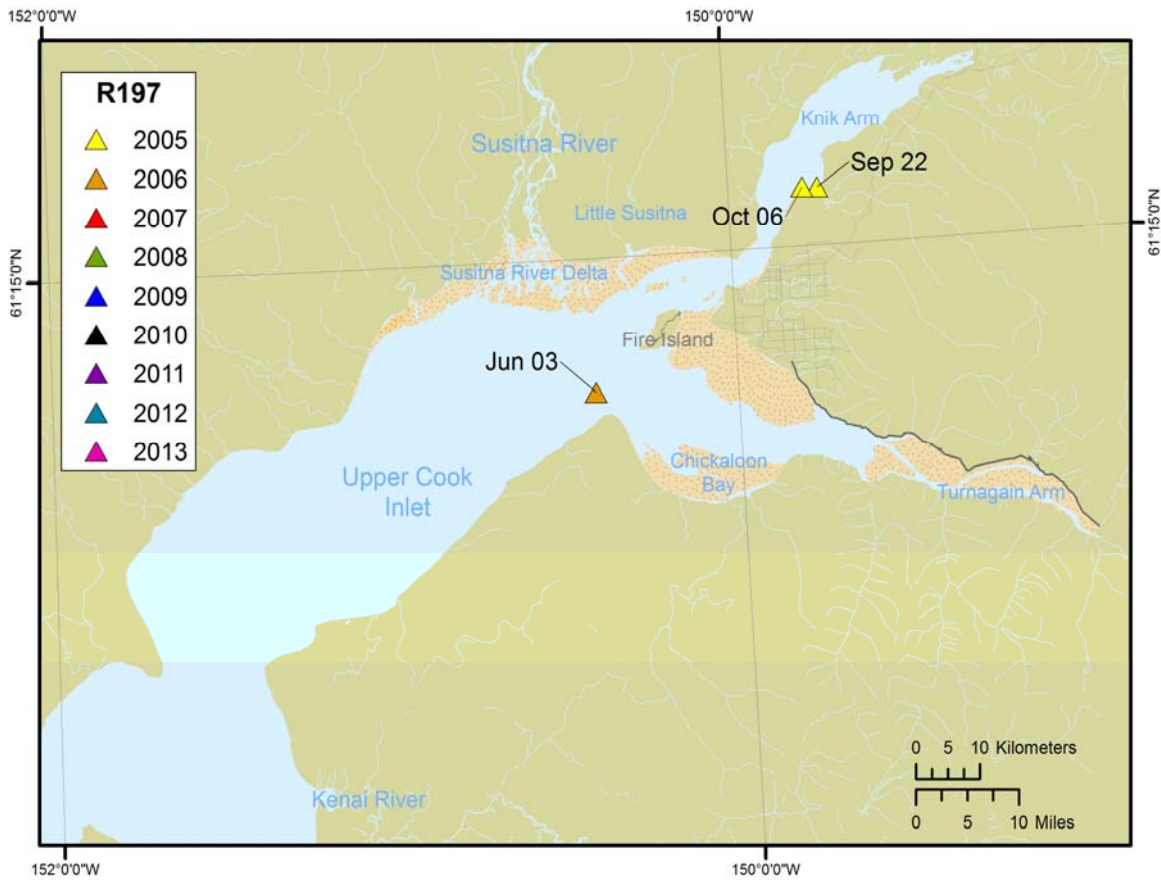 152°0'0"W
150°0'0"W
R197
2005
2006
2007
2008
2009
2010
2011
2012
2013
Knik Arm
Susitna River
Sep 22
Little Susitna
Oct 06
61°15'0"N
Susitna River Delta
61°15'0"N
Fire Island
Jun 03
Chickaloon
Bay
Upper Cook
Inlet
Turnagain Arm
0 5 10 Kilometers
Kenai River
0 5 10 Miles
152°0'0"W
150°0'0"W